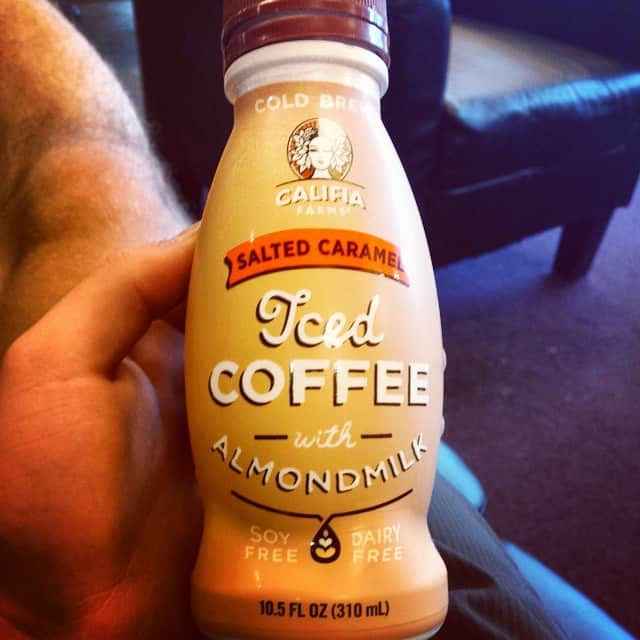 COLD BREW
CALIFIA
FARMS
SALTED CARAMEL
Iced
COFFEE
with
ALMONDMILK
SOY DAIRY
FREE FREE
10.5 FL OZ (310 mL)